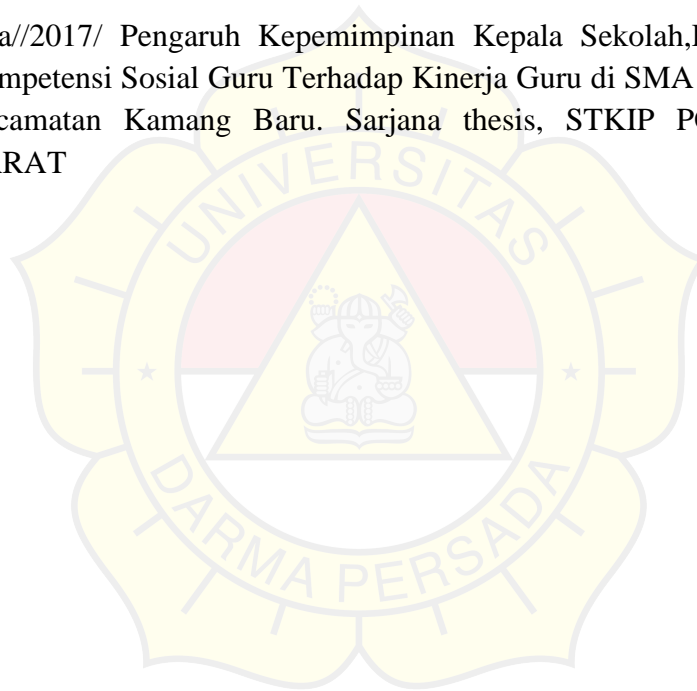 a//2017/ Pengaruh Kepemimpinan Kepala Sekolah,
mpetensi Sosial Guru Terhadap Kinerja Guru di SMA
camatan Kamang Baru. Sarjana thesis, STKIP
RAT
UNIVERSITAS
DARMA PERSADA